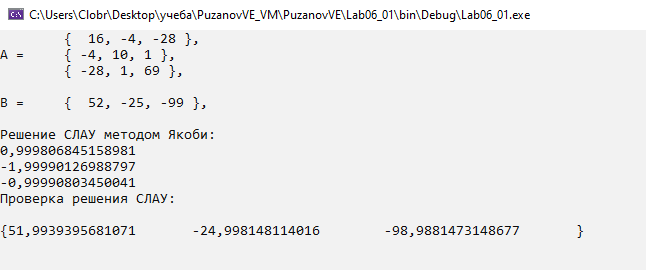 C:\Users\Clobr\Desktop\учеба\PuzanovVE_VM\PuzanovVE\Lab06_01\bin\Debug\Lab06_01.exe
{ 16, -4, -28 },
A = { -4, 10, 1 },
{ -28, 1, 69 },
B = { 52, -25, -99 },
Решение СЛАУ методом Якоби:
0,999806845158981
-1,99990126988797
-0,99990803450041
Проверка решения СЛАУ:
{51,9939395681071 -24,998148114016 -98,9881473148677 }